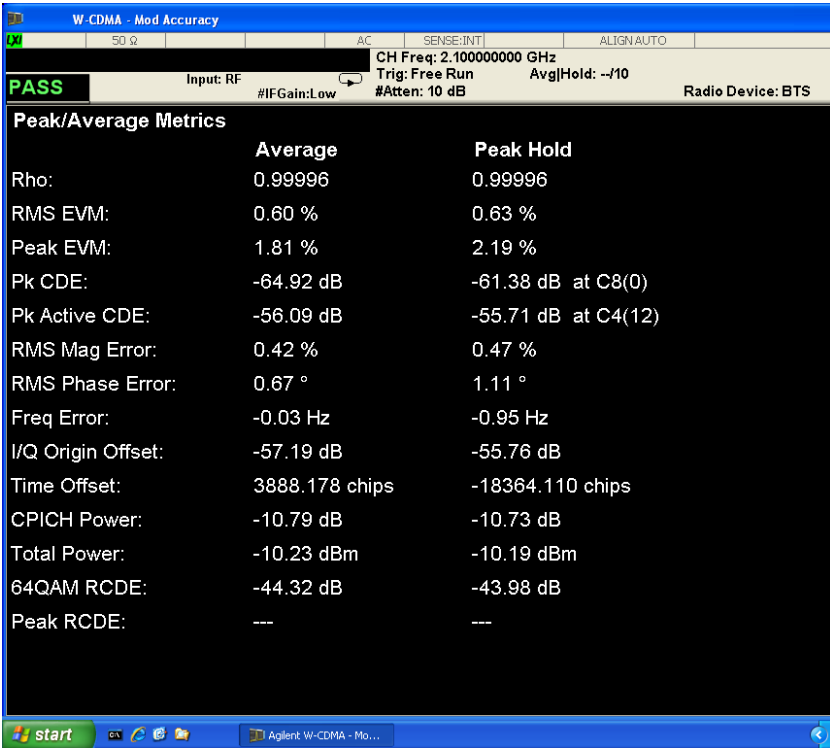 W-CDMA - Mod Accuracy
LXI 50 Ω AC SENSE:INT ALIGN AUTO
CH Freq: 2.100000000 GHz
PASS Input: RF Trig: Free Run Avg|Hold: --/10
#IFGain:Low #Atten: 10 dB Radio Device: BTS
Peak/Average Metrics
Average Peak Hold
Rho: 0.99996 0.99996
RMS EVM: 0.60 % 0.63 %
Peak EVM: 1.81 % 2.19 %
Pk CDE: -64.92 dB -61.38 dB at C8(0)
Pk Active CDE: -56.09 dB -55.71 dB at C4(12)
RMS Mag Error: 0.42 % 0.47 %
RMS Phase Error: 0.67 ° 1.11 °
Freq Error: -0.03 Hz -0.95 Hz
I/Q Origin Offset: -57.19 dB -55.76 dB
Time Offset: 3888.178 chips -18364.110 chips
CPICH Power: -10.79 dB -10.73 dB
Total Power: -10.23 dBm -10.19 dBm
64QAM RCDE: -44.32 dB -43.98 dB
Peak RCDE: --- ---
start Agilent W-CDMA - Mo...